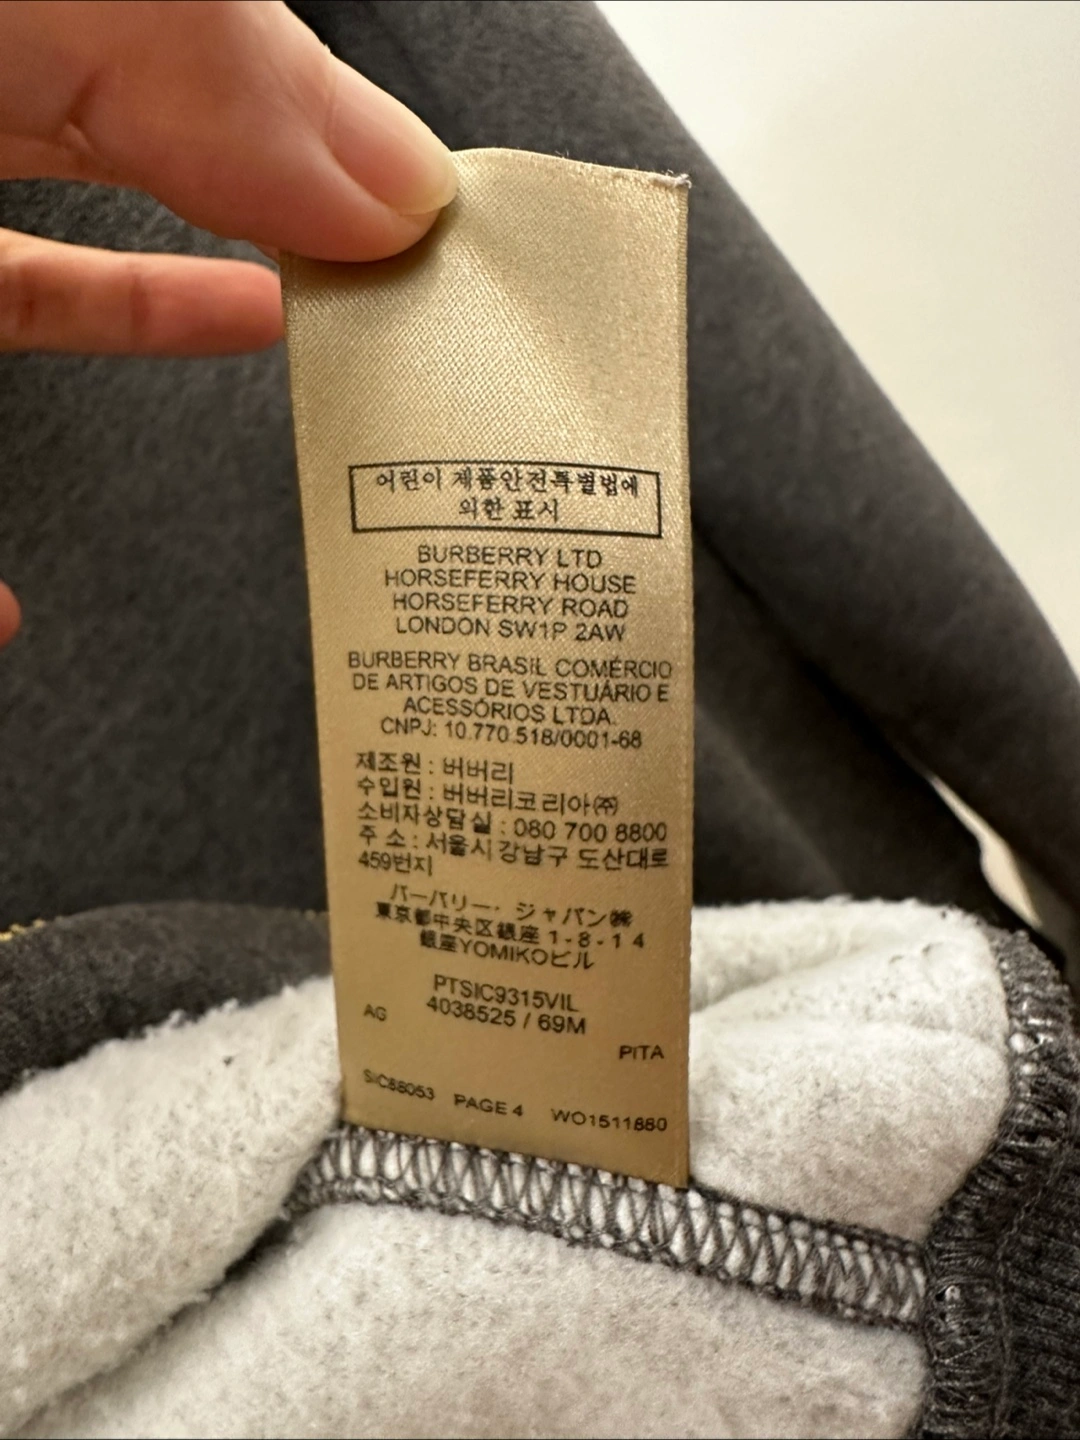 어린이 제품안전특별법에
의한 표시
BURBERRY LTD
HORSEFERRY HOUSE
HORSEFERRY ROAD
LONDON SW1P 2AW
BURBERRY BRASIL COMÉRCIO
DE ARTIGOS DE VESTUÁRIO E
ACESSÓRIOS LTDA.
CNPJ: 10.770.518/0001-68
제조원 : 버버리
수입원 : 버버리코리아㈜
소비자상담실 : 080 700 8800
주 소 : 서울시 강남구 도산대로
459번지
バーバリー・ジャパン㈱
東京都中央区銀座 1-8-14
銀座YOMIKOビル
PTSIC9315VIL
4038525 / 69M
AG
PITA
SIC88053 PAGE 4 WO1511880